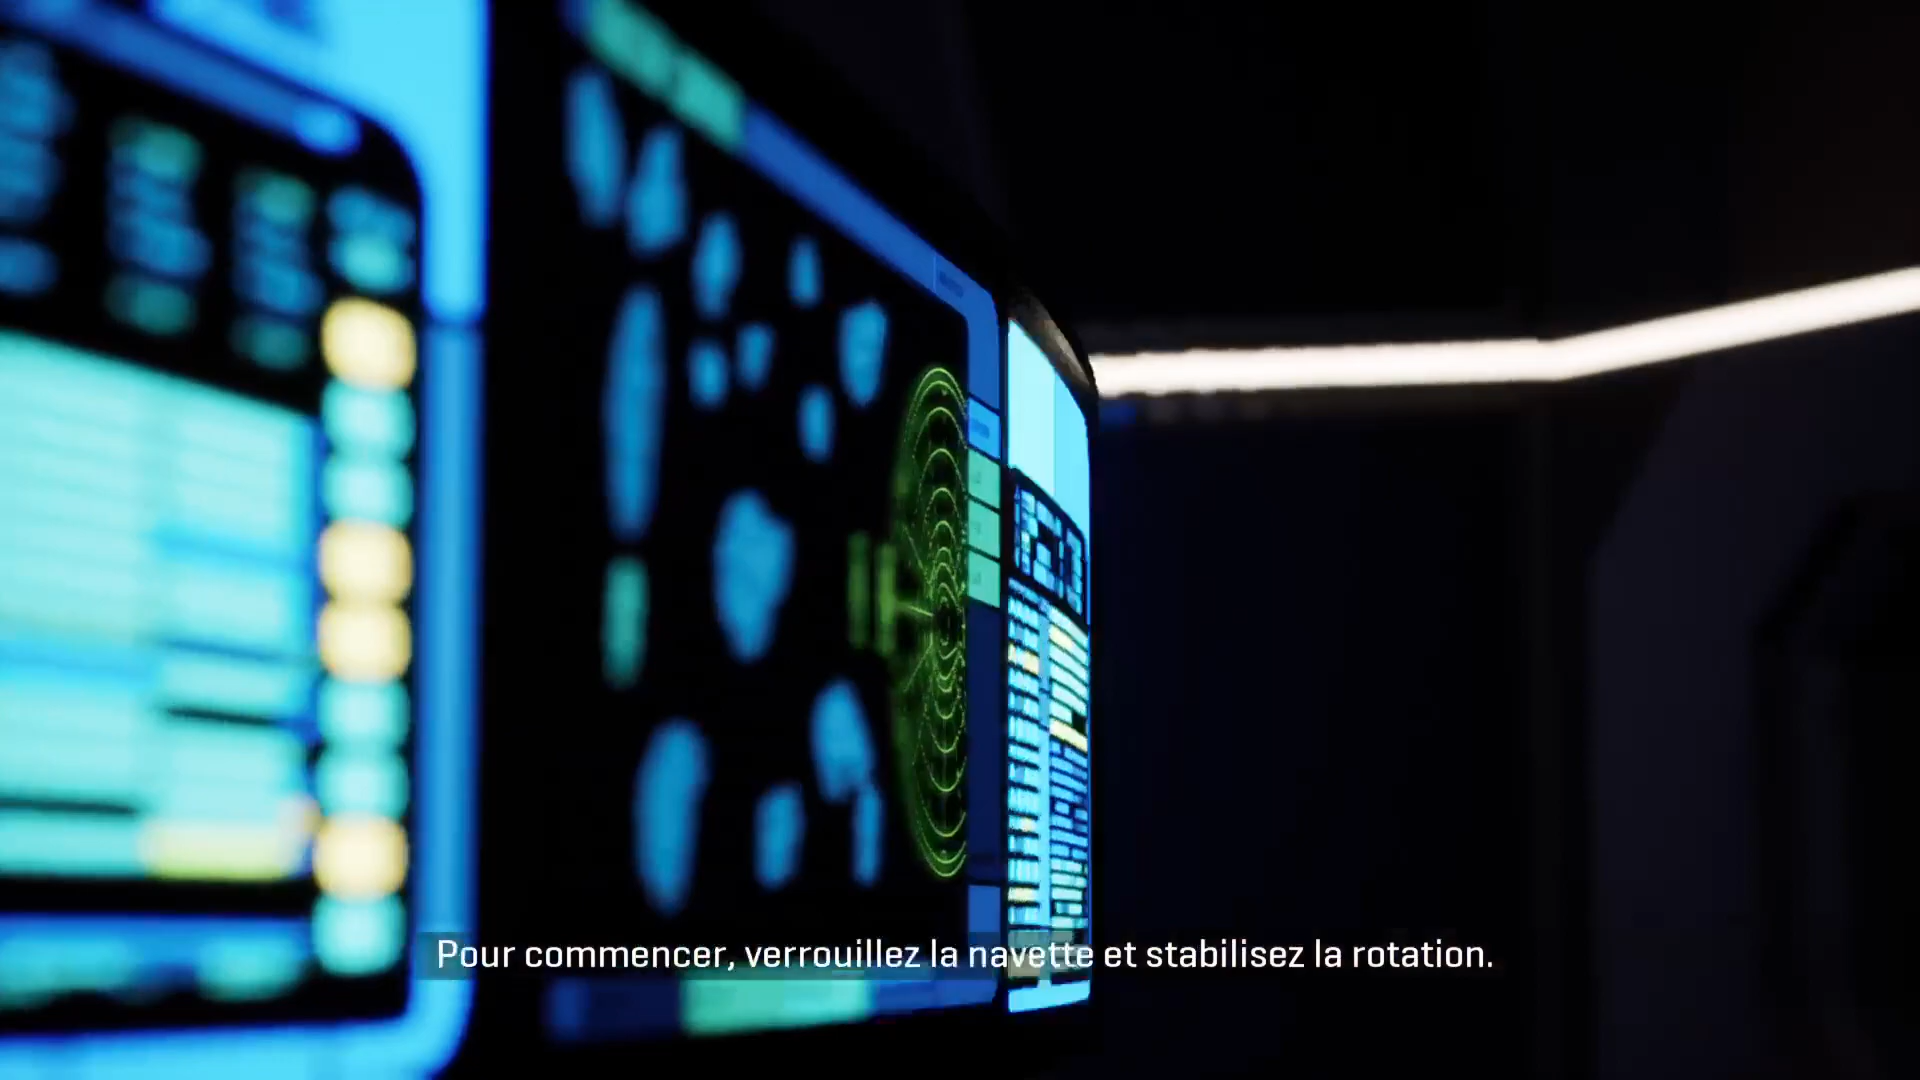 Pour commencer, verrouillez la navette et stabilisez la rotation.